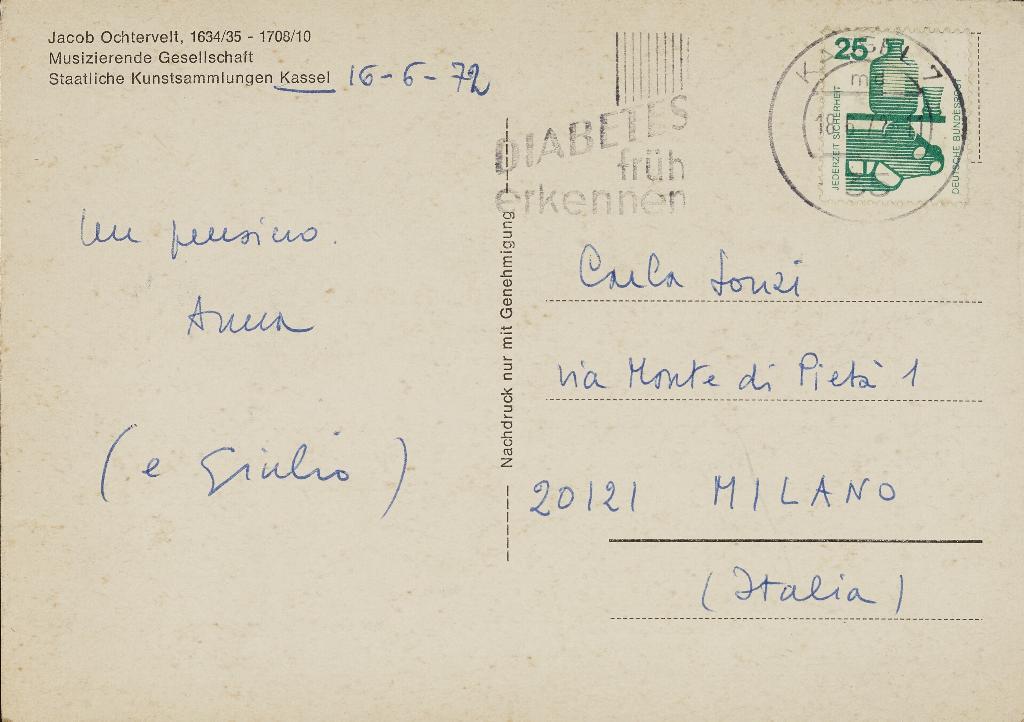 Jacob Ochtervelt, 1634/35 - 1708/10
Musizierende Gesellschaft
Staatliche Kunstsammlungen Kassel 16-6-72
Un pensiero.
Anna
(e Giulio)
Nachdruck nur mit Genehmigung
DIABETES
früh
erkennen
25
JEDERZEIT SICHERHEIT
DEUTSCHE BUNDESPOST
Carla Lonzi
via Monte di Pietà 1
20121 MILANO
(Italia)